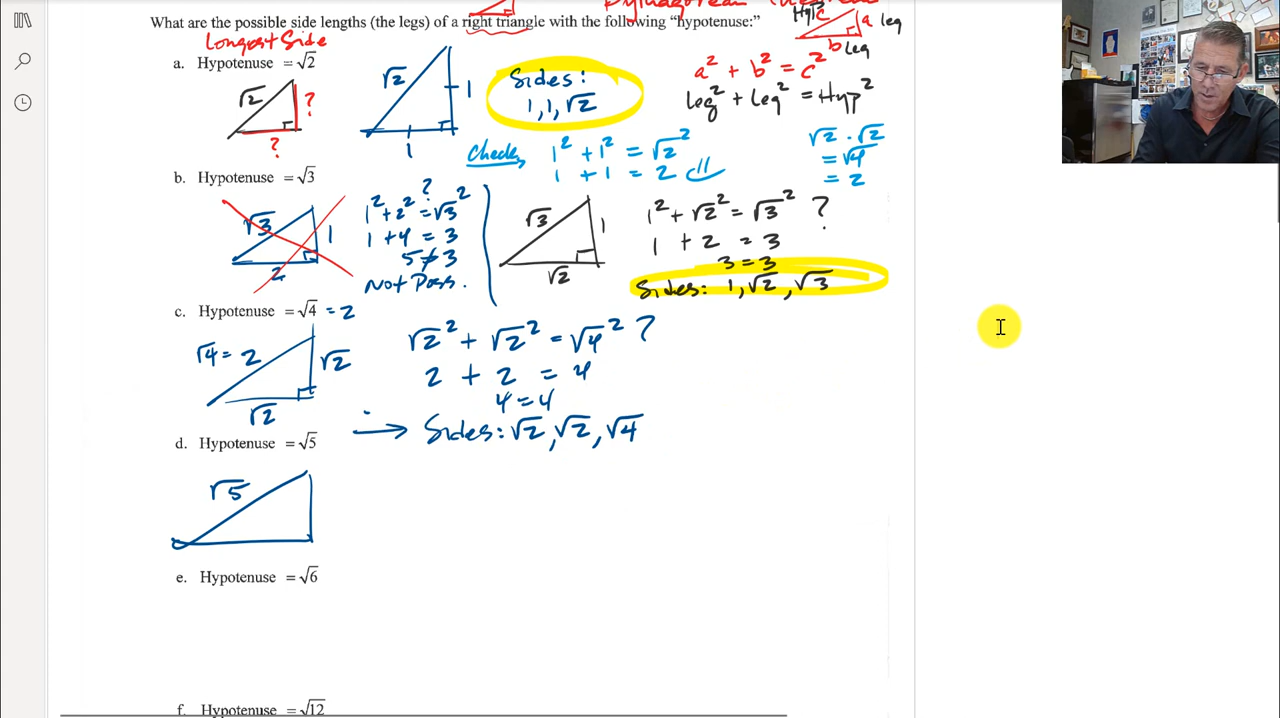 What are the possible side lengths (the legs) of a right triangle with the following “hypotenuse:”
Hyp c a leg
b Leg
Longest Side
a. Hypotenuse = √2
√2 ? ?
√2 1 1
Sides:
1, 1, √2
a² + b² = c²
Leg² + Leg² = Hyp²
Check, 1² + 1² = √2²
1 + 1 = 2
√2 · √2
= √4
= 2
b. Hypotenuse = √3
√3 1 2
1² + 2² ?= √3²
1 + 4 = 3
5 ≠ 3
Not Poss.
√3 1 √2
1² + √2² = √3² ?
1 + 2 = 3
3 = 3
Sides: 1, √2, √3
c. Hypotenuse = √4 = 2
√4 = 2 √2 √2
√2² + √2² = √4² ?
2 + 2 = 4
4 = 4
→ Sides: √2, √2, √4
d. Hypotenuse = √5
√5
e. Hypotenuse = √6
f. Hypotenuse = √12